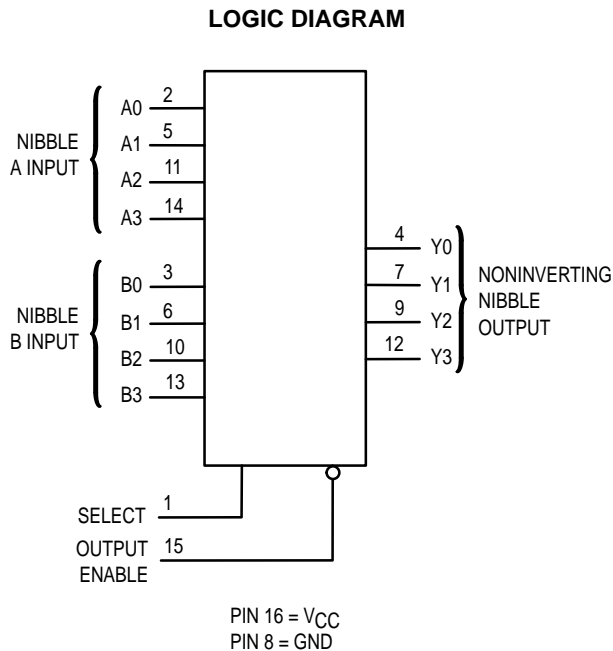 LOGIC DIAGRAM
NIBBLE
A INPUT
A0 2
A1 5
A2 11
A3 14
NIBBLE
B INPUT
B0 3
B1 6
B2 10
B3 13
4 Y0
7 Y1
9 Y2
12 Y3
NONINVERTING
NIBBLE
OUTPUT
SELECT 1
OUTPUT 15
ENABLE
PIN 16 = VCC
PIN 8 = GND